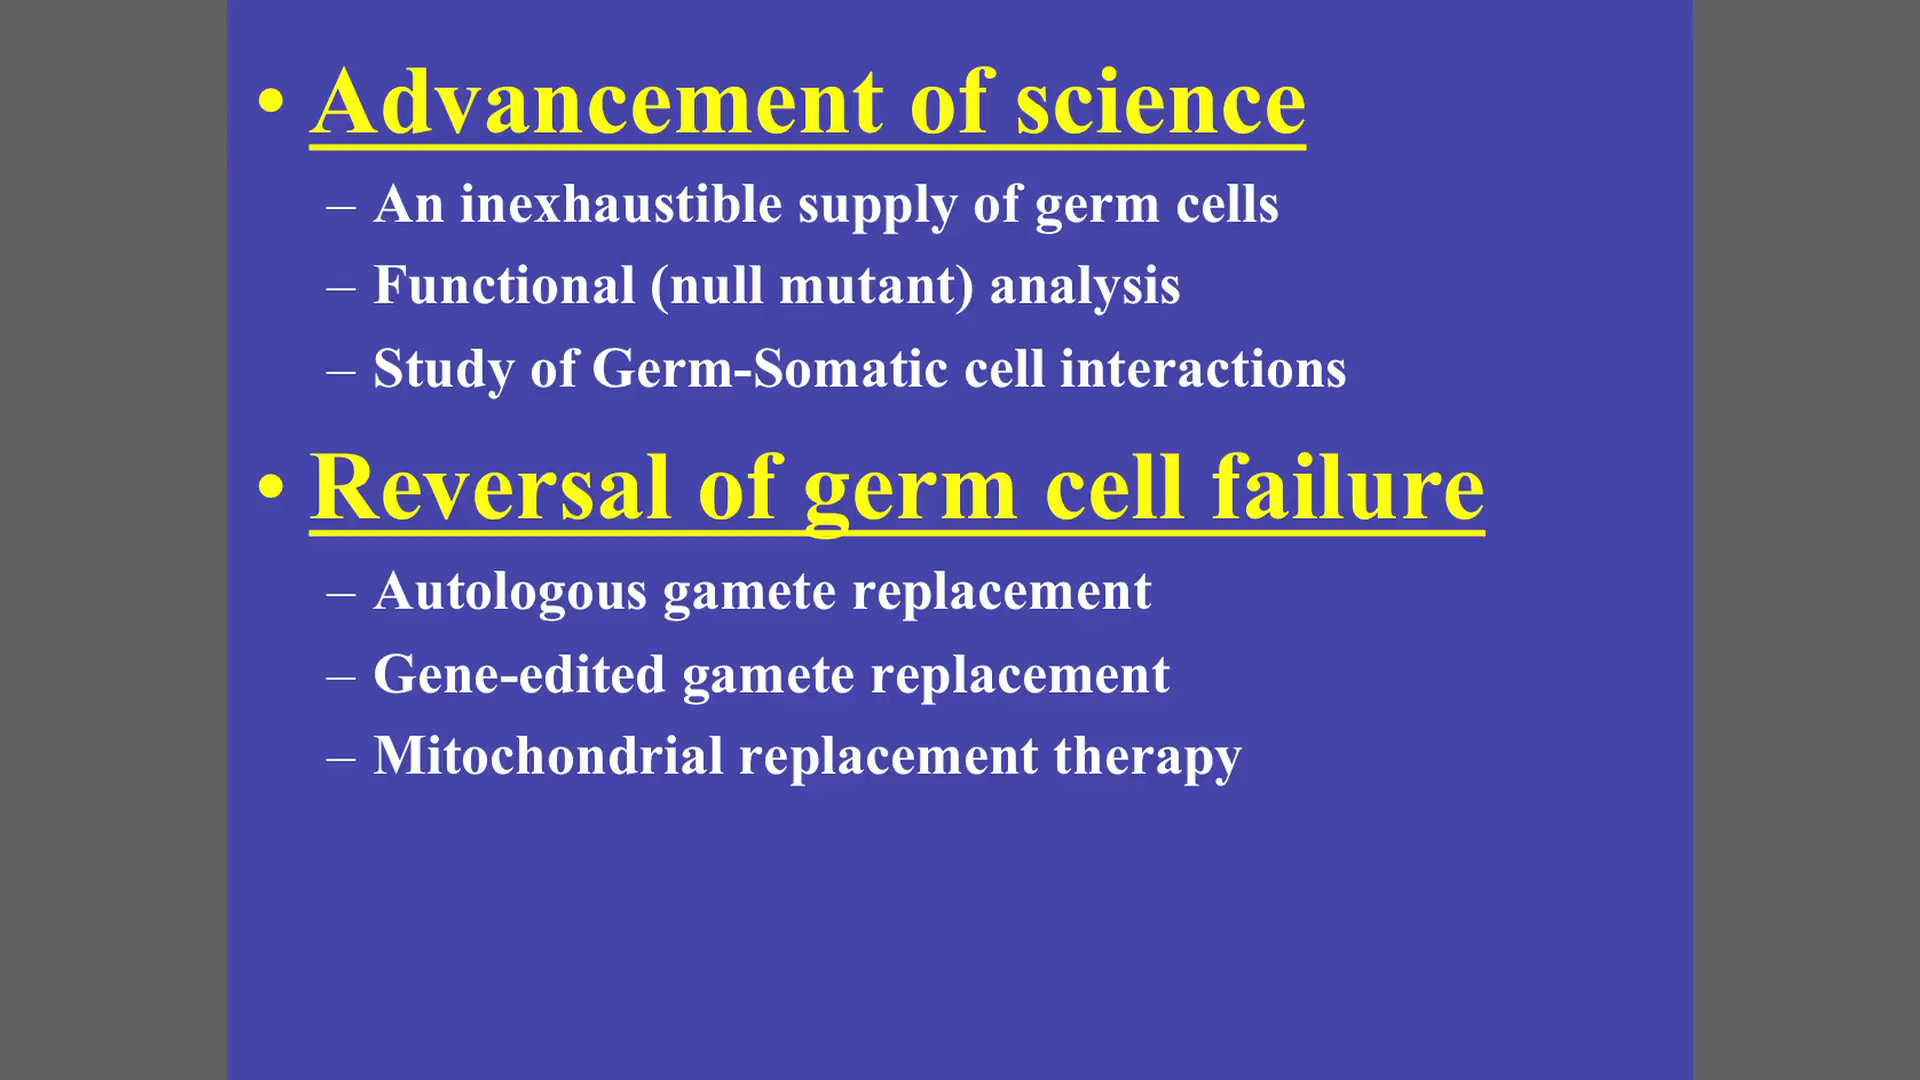 • Advancement of science
– An inexhaustible supply of germ cells
– Functional (null mutant) analysis
– Study of Germ-Somatic cell interactions
• Reversal of germ cell failure
– Autologous gamete replacement
– Gene-edited gamete replacement
– Mitochondrial replacement therapy